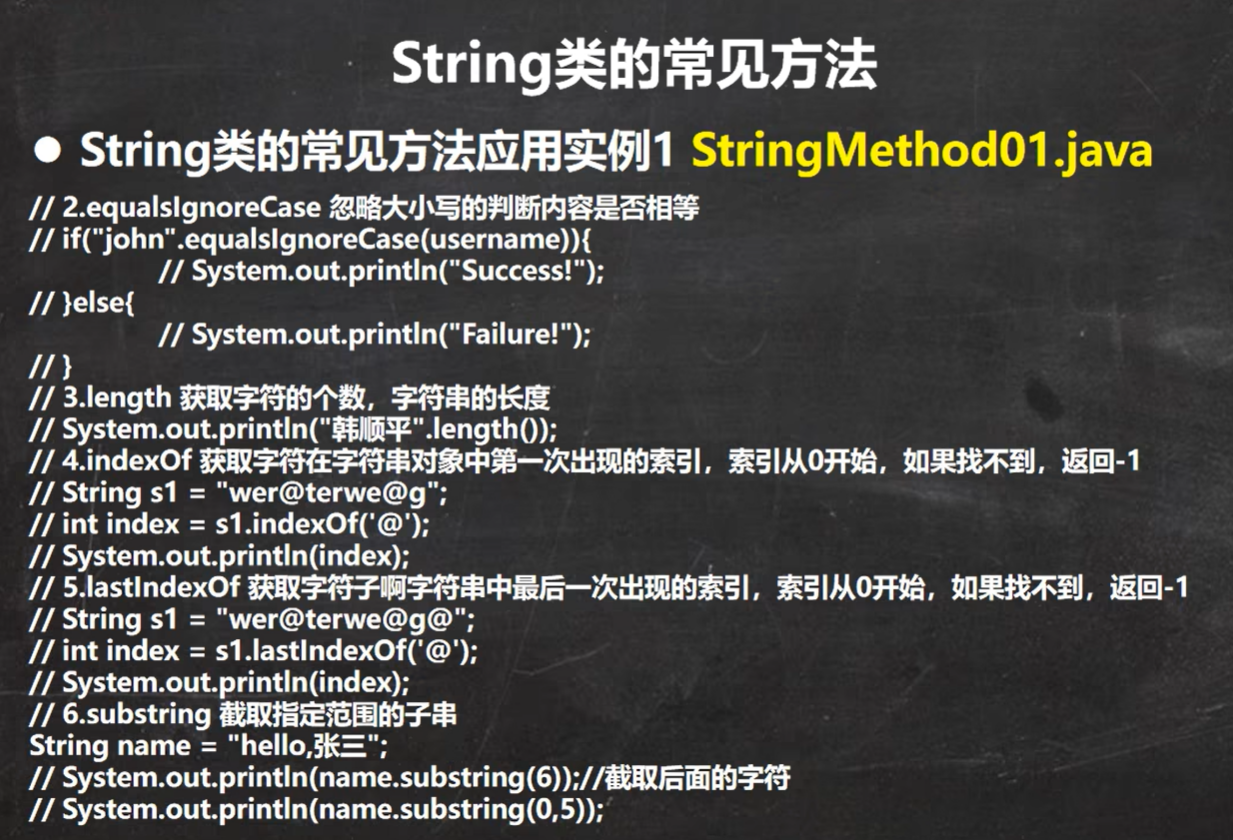 String类的常见方法
● String类的常见方法应用实例1 StringMethod01.java
// 2.equalsIgnoreCase 忽略大小写的判断内容是否相等
// if("john".equalsIgnoreCase(username)){
// System.out.println("Success!");
// }else{
// System.out.println("Failure!");
// }
// 3.length 获取字符的个数，字符串的长度
// System.out.println("韩顺平".length());
// 4.indexOf 获取字符在字符串对象中第一次出现的索引，索引从0开始，如果找不到，返回-1
// String s1 = "wer@terwe@g";
// int index = s1.indexOf('@');
// System.out.println(index);
// 5.lastIndexOf 获取字符子啊字符串中最后一次出现的索引，索引从0开始，如果找不到，返回-1
// String s1 = "wer@terwe@g@";
// int index = s1.lastIndexOf('@');
// System.out.println(index);
// 6.substring 截取指定范围的子串
String name = "hello,张三";
// System.out.println(name.substring(6));//截取后面的字符
// System.out.println(name.substring(0,5));